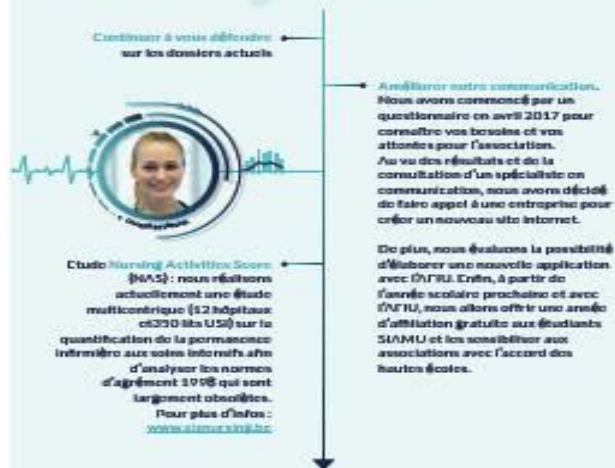 Continuer à vous défendre
sur les dossiers actuels
Améliorer notre communication.
Nous avons commencé par un
questionnaire en avril 2017 pour
connaître vos besoins et vos
attentes pour l'association.
Au vu des résultats et de la
consultation d'un spécialiste en
communication, nous avons décidé
de faire appel à une entreprise pour
créer un nouveau site internet.
De plus, nous évaluons la possibilité
d'élaborer une nouvelle application
avec l'AFIU. Enfin, à partir de
l'année scolaire prochaine et avec
l'AFIU, nous allons offrir une année
d'affiliation gratuite aux étudiants
SIAMU et les sensibiliser aux
associations avec l'accord des
hautes écoles.
Etude Nursing Activities Score
(NAS) : nous réalisons
actuellement une étude
multicentrique (12 hôpitaux
et 350 lits USI) sur la
quantification de la permanence
infirmière aux soins intensifs afin
d'analyser les normes
d'agrément 1998 qui sont
largement obsolètes.
Pour plus d'infos :
www.siznursing.be